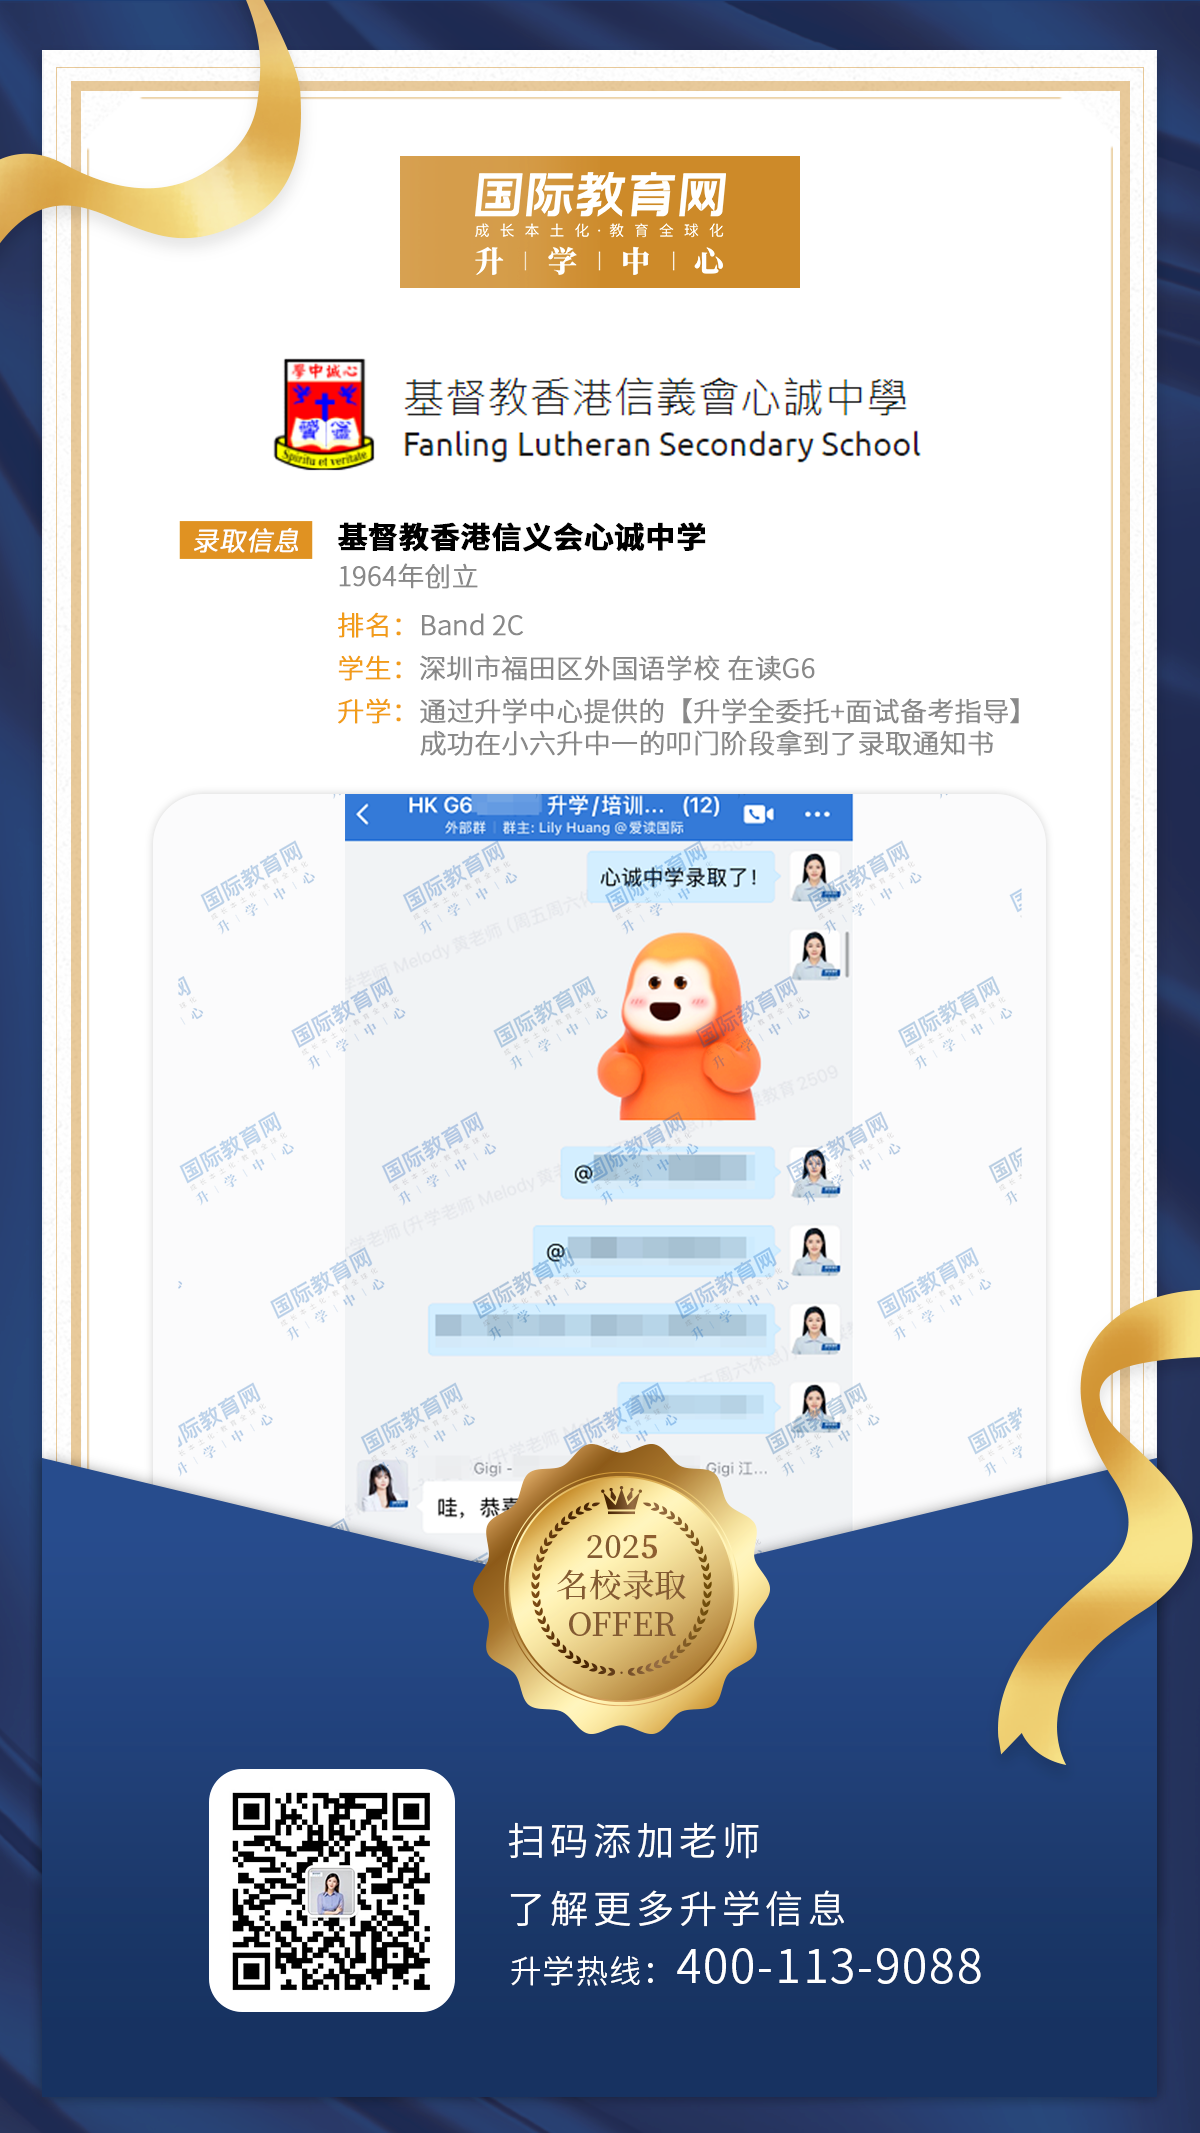 国际教育网
成长本土化·教育全球化
升 | 学 | 中 | 心
學中誠心
Spiritu et veritate
基督教香港信義會心誠中學
Fanling Lutheran Secondary School
录取信息
基督教香港信义会心诚中学
1964年创立
排名：Band 2C
学生：深圳市福田区外国语学校 在读G6
升学：通过升学中心提供的【升学全委托+面试备考指导】
成功在小六升中一的叩门阶段拿到了录取通知书
HK G6 升学/培训... (12)
外部群 | 群主: Lily Huang @爱读国际
心诚中学录取了!
@
@
Gigi -
Gigi 江...
哇，恭喜
2025
名校录取
OFFER
扫码添加老师
了解更多升学信息
升学热线：400-113-9088